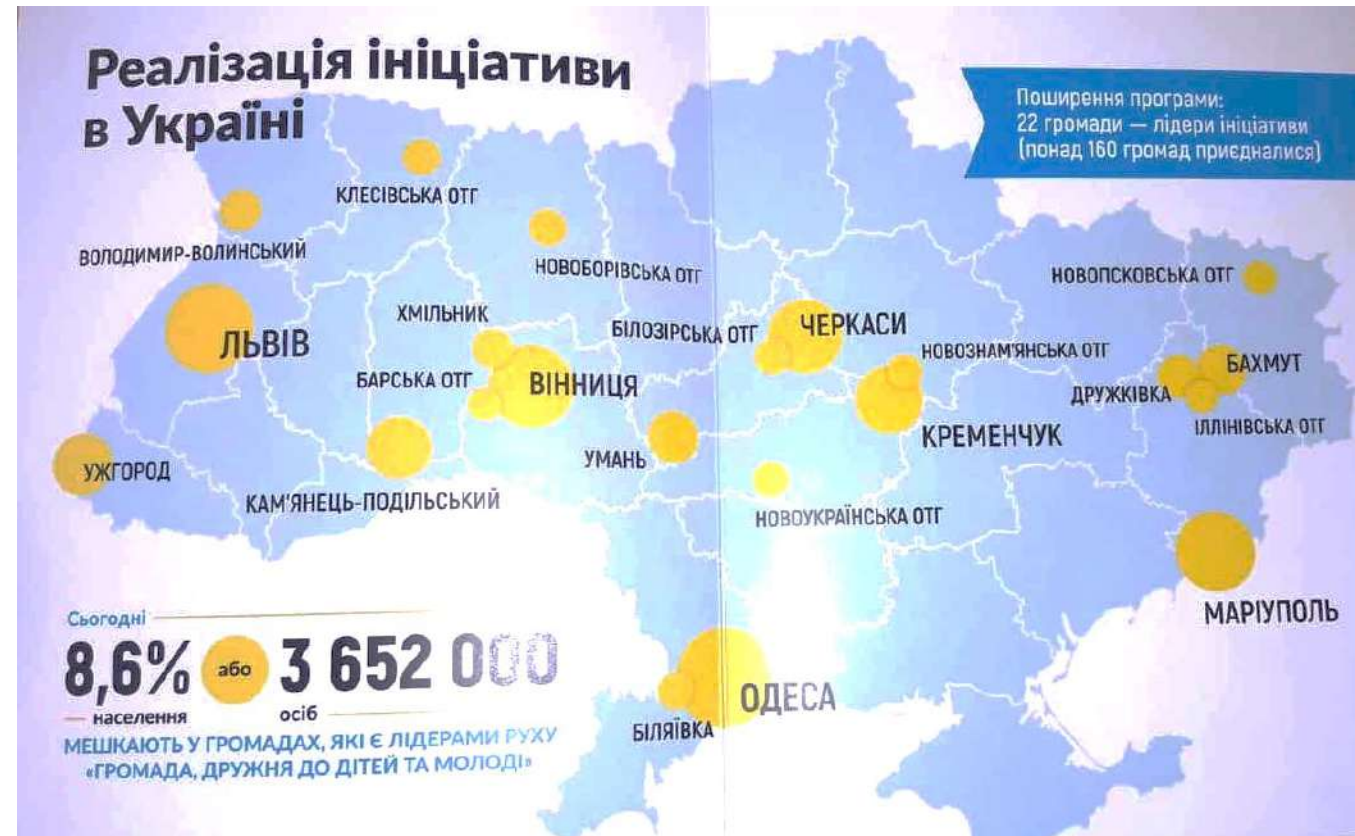 Реалізація ініціативи
в Україні
Поширення програми:
22 громади — лідери ініціативи
(понад 160 громад приєдналися)
КЛЕСІВСЬКА ОТГ
ВОЛОДИМИР-ВОЛИНСЬКИЙ
НОВОБОРІВСЬКА ОТГ
НОВОПСКОВСЬКА ОТГ
ЛЬВІВ
ХМІЛЬНИК
БІЛОЗІРСЬКА ОТГ
ЧЕРКАСИ
НОВОЗНАМ'ЯНСЬКА ОТГ
БАХМУТ
БАРСЬКА ОТГ
ВІННИЦЯ
ДРУЖКІВКА
ІЛЛІНІВСЬКА ОТГ
КРЕМЕНЧУК
УМАНЬ
УЖГОРОД
КАМ'ЯНЕЦЬ-ПОДІЛЬСЬКИЙ
НОВОУКРАЇНСЬКА ОТГ
МАРІУПОЛЬ
ОДЕСА
БІЛЯЇВКА
Сьогодні
8,6% або 3 652 000
населення осіб
МЕШКАЮТЬ У ГРОМАДАХ, ЯКІ Є ЛІДЕРАМИ РУХУ
«ГРОМАДА, ДРУЖНЯ ДО ДІТЕЙ ТА МОЛОДІ»